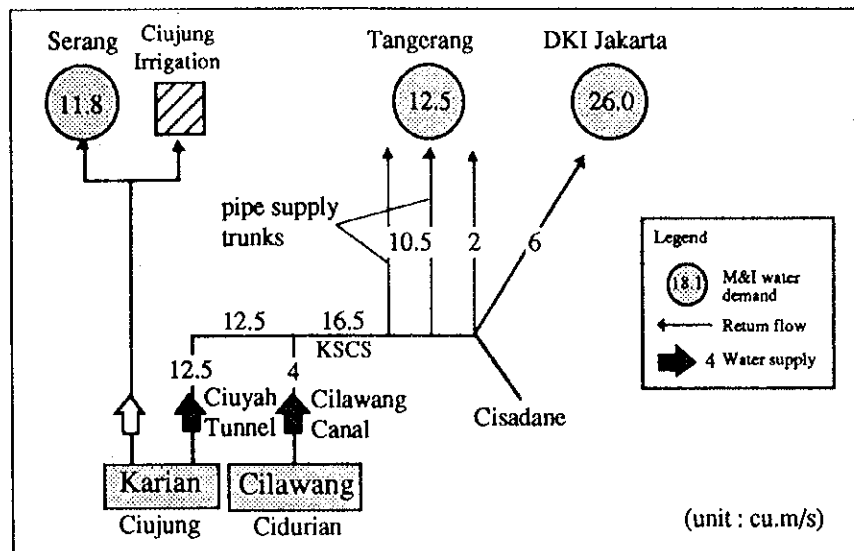 Serang
Ciujung
Irrigation
Tangerang
DKI Jakarta
11.8
12.5
26.0
pipe supply
trunks
10.5
2
6
Legend
18.1
M&I water
demand
Return flow
4 Water supply
12.5
16.5
KSCS
12.5
Ciuyah
Tunnel
4
Cilawang
Canal
Cisadane
Karian
Cilawang
Ciujung
Cidurian
(unit : cu.m/s)